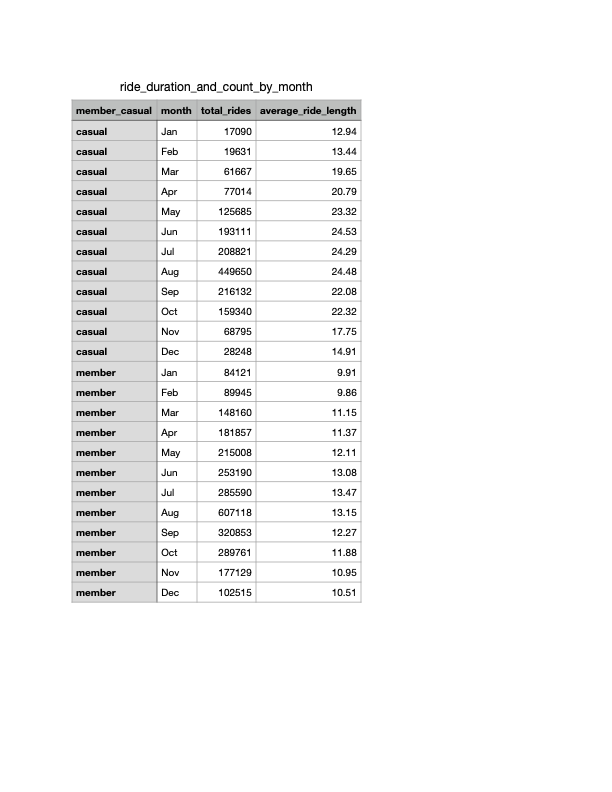 ride_duration_and_count_by_month
member_casual month total_rides average_ride_length
casual Jan 17090 12.94
casual Feb 19631 13.44
casual Mar 61667 19.65
casual Apr 77014 20.79
casual May 125685 23.32
casual Jun 193111 24.53
casual Jul 208821 24.29
casual Aug 449650 24.48
casual Sep 216132 22.08
casual Oct 159340 22.32
casual Nov 68795 17.75
casual Dec 28248 14.91
member Jan 84121 9.91
member Feb 89945 9.86
member Mar 148160 11.15
member Apr 181857 11.37
member May 215008 12.11
member Jun 253190 13.08
member Jul 285590 13.47
member Aug 607118 13.15
member Sep 320853 12.27
member Oct 289761 11.88
member Nov 177129 10.95
member Dec 102515 10.51